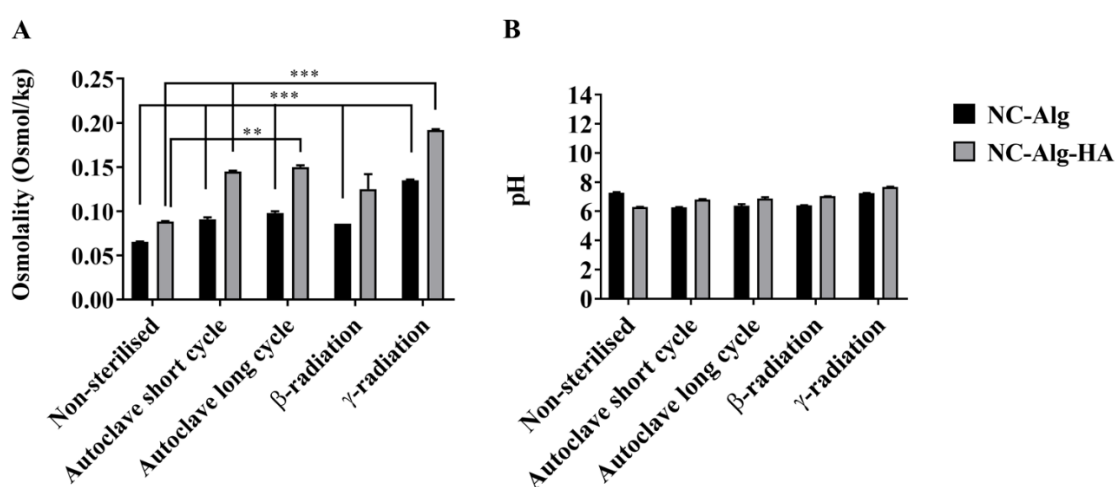 A
Osmolality (Osmol/kg)
0.25
0.20
0.15
0.10
0.05
0.00
***
***
**
Non-sterilised
Autoclave short cycle
Autoclave long cycle
β-radiation
γ-radiation
B
pH
14
12
10
8
6
4
2
0
Non-sterilised
Autoclave short cycle
Autoclave long cycle
β-radiation
γ-radiation
NC-Alg
NC-Alg-HA